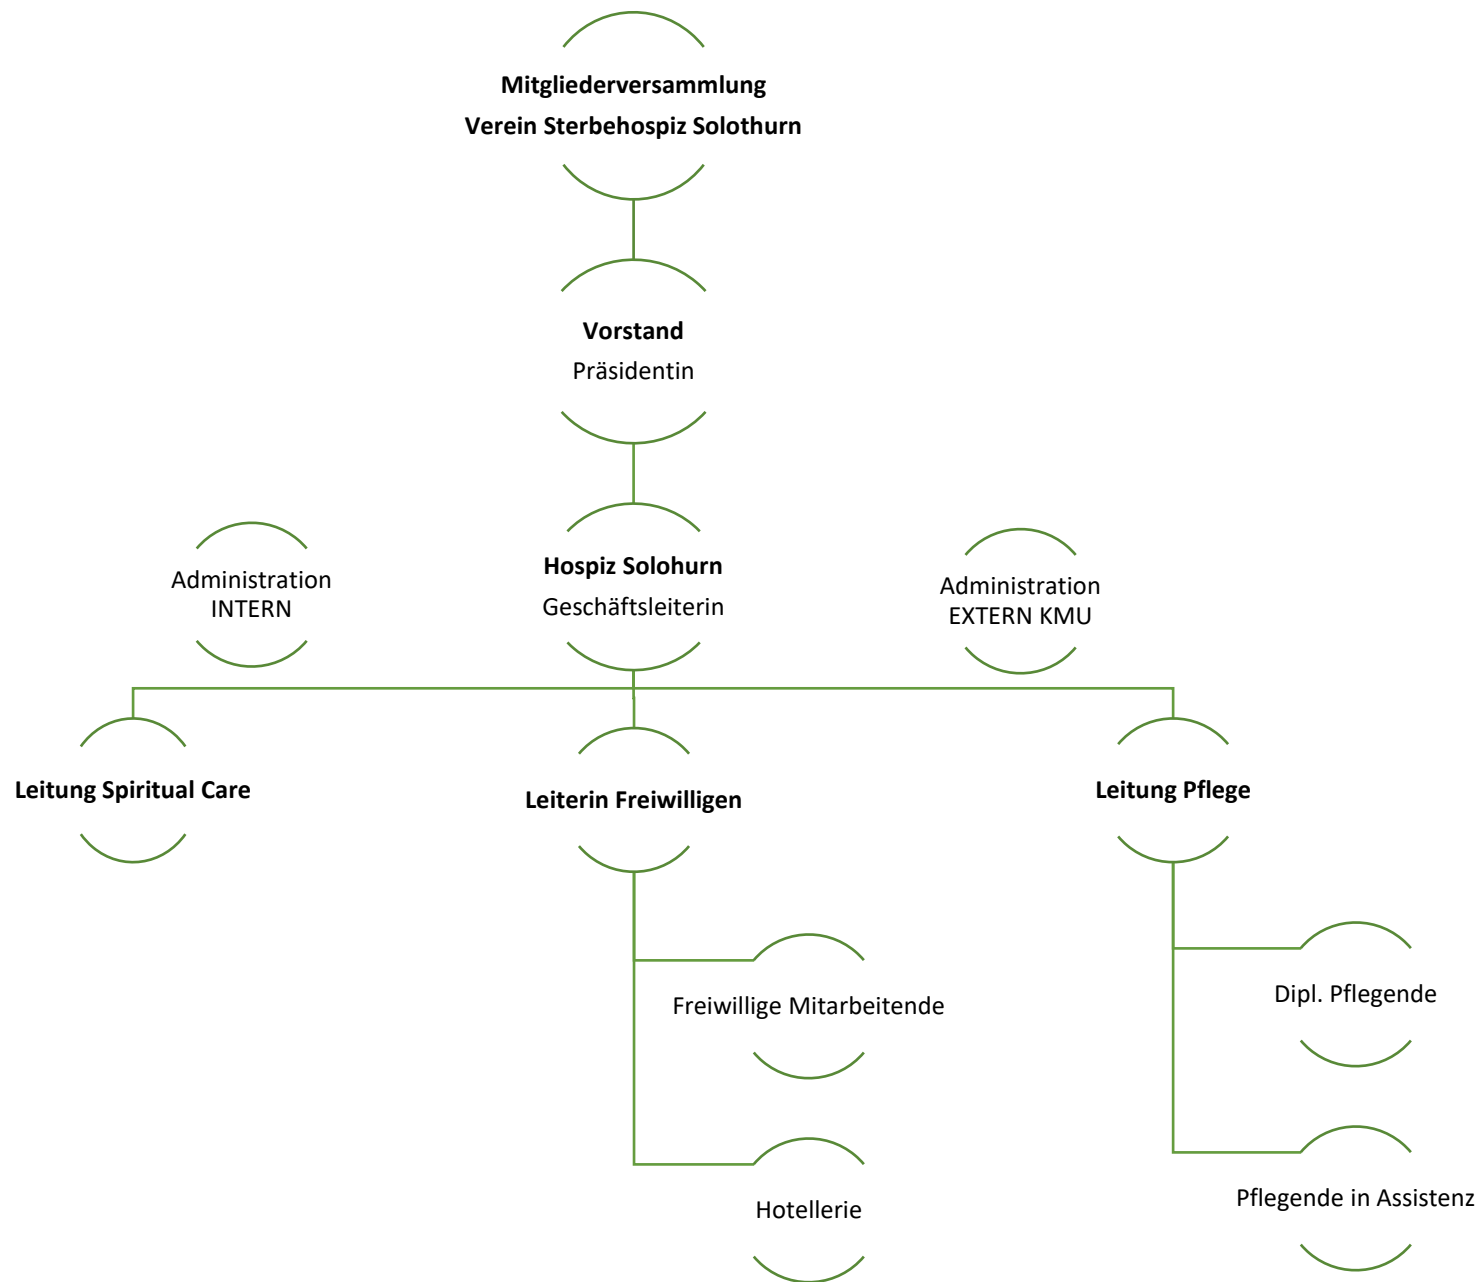 Mitgliederversammlung
Verein Sterbehospiz Solothurn
Vorstand
Präsidentin
Administration
INTERN
Hospiz Solohurn
Geschäftsleiterin
Administration
EXTERN KMU
Leitung Spiritual Care
Leiterin Freiwilligen
Leitung Pflege
Freiwillige Mitarbeitende
Dipl. Pflegende
Hotellerie
Pflegende in Assistenz